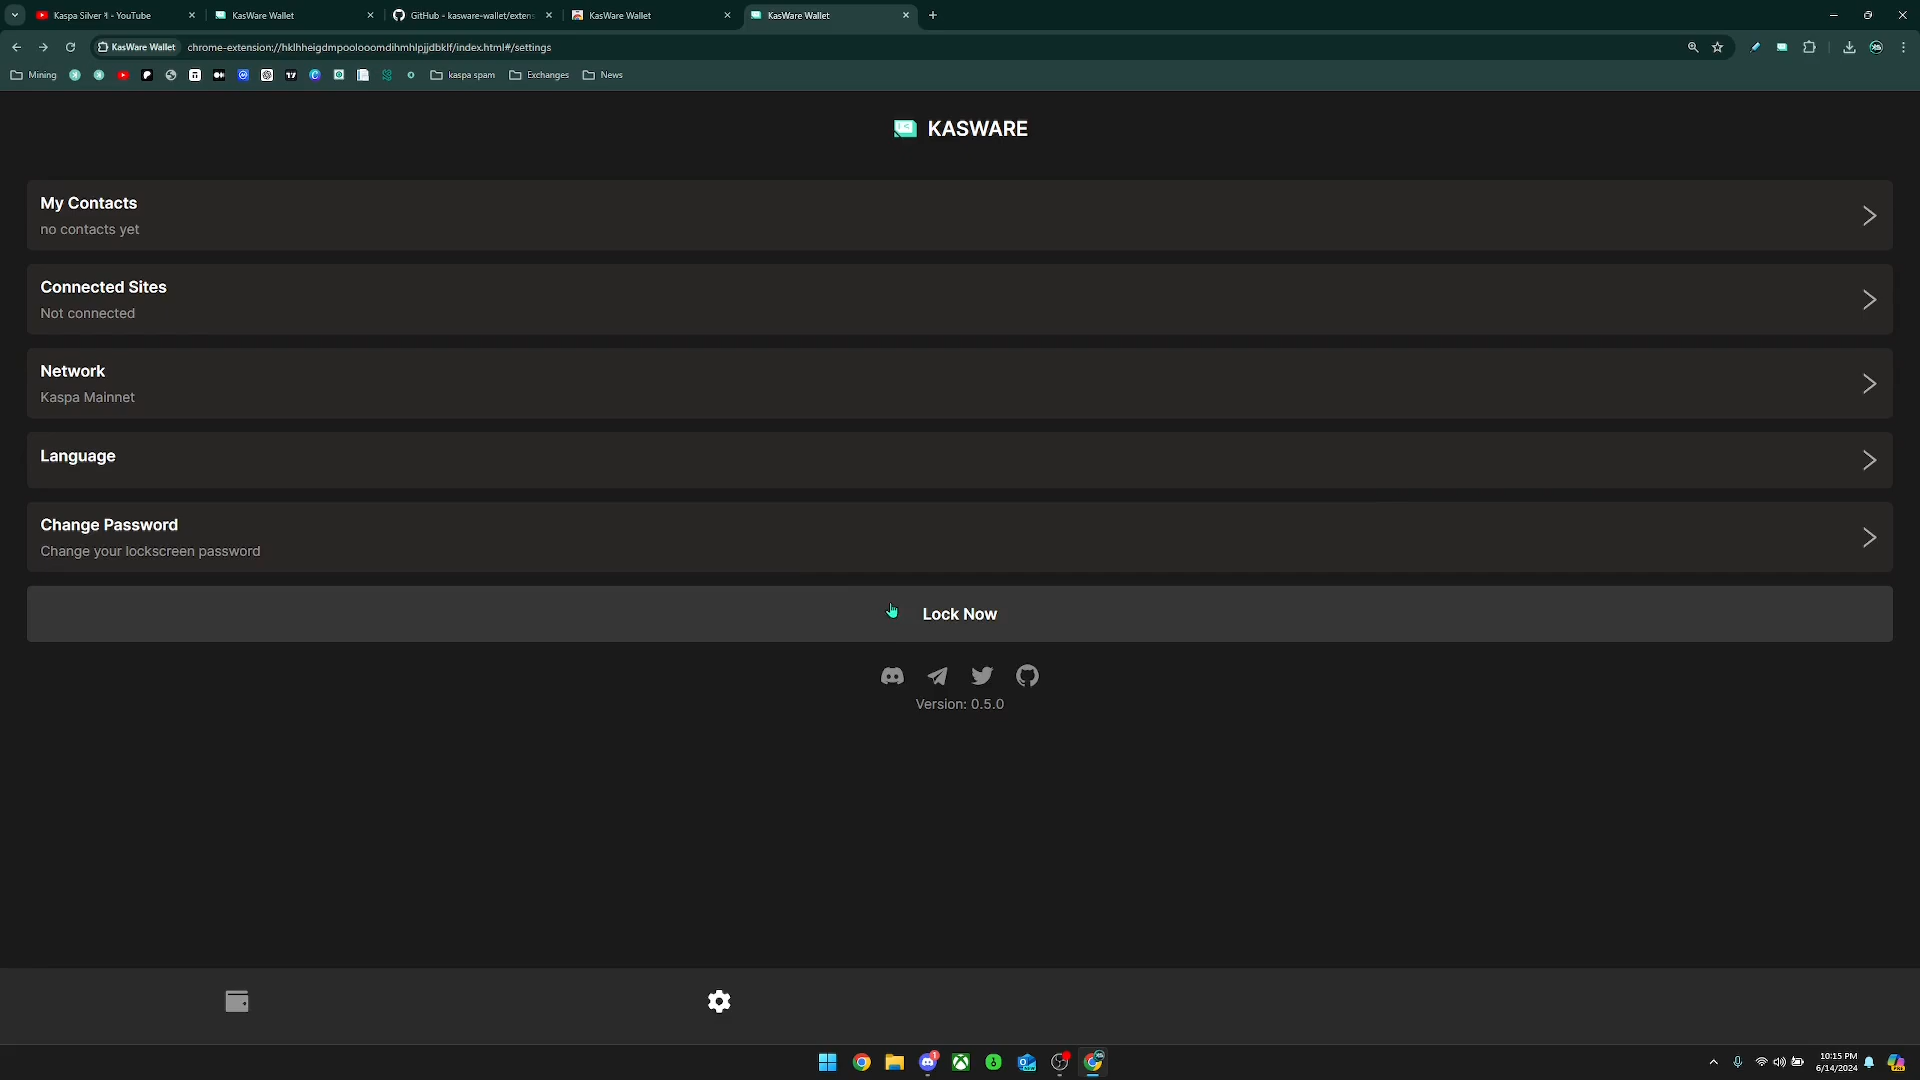 Kaspa Silver 🥈 - YouTube
KasWare Wallet
GitHub - kasware-wallet/extens
KasWare Wallet
KasWare Wallet
KasWare Wallet
chrome-extension://hklhheigdmpoolooomdihmhlpjjdbklf/index.html#/settings
Mining
kaspa spam
Exchanges
News
KASWARE
My Contacts
no contacts yet
Connected Sites
Not connected
Network
Kaspa Mainnet
Language
Change Password
Change your lockscreen password
Lock Now
Version: 0.5.0
10:15 PM
6/14/2024